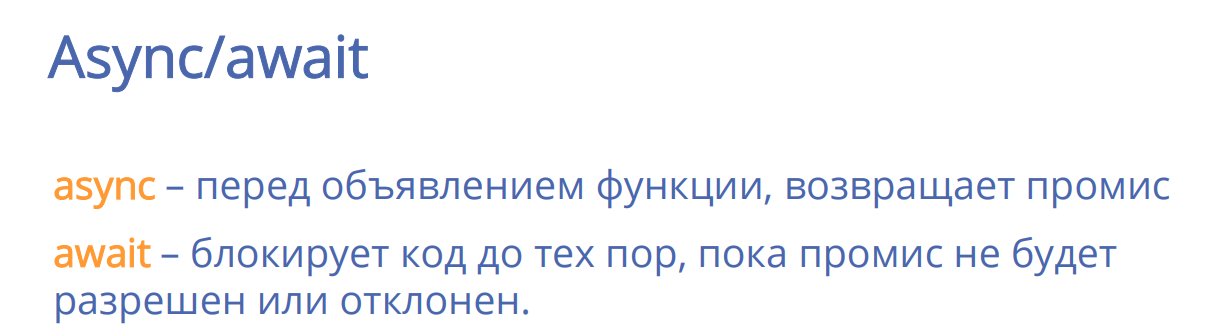 Async/await
async – перед объявлением функции, возвращает промис
await – блокирует код до тех пор, пока промис не будет
разрешен или отклонен.